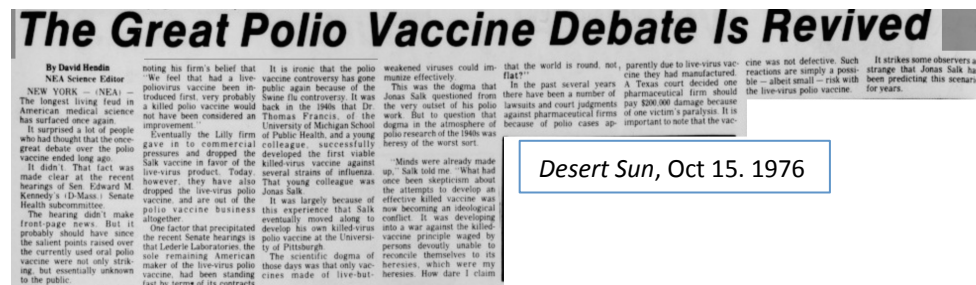 The Great Polio Vaccine Debate Is Revived
By David Hendin
NEA Science Editor
NEW YORK — (NEA) —
The longest living feud in
American medical science
has surfaced once again.
It surprised a lot of people
who had thought that the once-
great debate over the polio
vaccine ended long ago.
It didn't. That fact was
made clear at the recent
hearings of Sen. Edward M.
Kennedy's (D-Mass.) Senate
Health subcommittee.
The hearing didn't make
front-page news. But it
probably should have since
the salient points raised over
the currently used oral polio
vaccine were not only strik-
ing, but essentially unknown
to the public.
noting his firm's belief that
"We feel that had a live-
poliovirus vaccine been in-
troduced first, very probably
a killed polio vaccine would
not have been considered an
improvement."
Eventually the Lilly firm
gave in to commercial
pressures and dropped the
Salk vaccine in favor of the
live-virus product. Today,
however, they have also
dropped the live-virus polio
vaccine, and are out of the
polio vaccine business
altogether.
One factor that precipitated
the recent Senate hearings is
that Lederle Laboratories, the
sole remaining American
maker of the live-virus polio
vaccine, had been standing
fast by terms of its contracts
It is ironic that the polio
vaccine controversy has gone
public again because of the
Swine flu controversy. It was
back in the 1940s that Dr.
Thomas Francis, of the
University of Michigan School
of Public Health, and a young
colleague, successfully
developed the first viable
killed-virus vaccine against
several strains of influenza.
That young colleague was
Jonas Salk.
It was largely because of
this experience that Salk
eventually moved along to
develop his own killed-virus
polio vaccine at the Universi-
ty of Pittsburgh.
The scientific dogma of
those days was that only vac-
cines made of live-but-
weakened viruses could im-
munize effectively.
This was the dogma that
Jonas Salk questioned from
the very outset of his polio
work. But to question that
dogma in the atmosphere of
polio research of the 1940s was
heresy of the worst sort.
"Minds were already made
up," Salk told me. "What had
once been skepticism about
the attempts to develop an
effective killed vaccine was
now becoming an ideological
conflict. It was developing
into a war against the killed-
vaccine principle waged by
persons devoutly unable to
reconcile themselves to its
heresies, which were my
heresies. How dare I claim
that the world is round, not
flat?"
In the past several years
there have been a number of
lawsuits and court judgments
against pharmaceutical firms
because of polio cases ap-
parently due to live-virus vac-
cine they had manufactured.
A Texas court decided one
pharmaceutical firm should
pay $200,000 damage because
of one victim's paralysis. It is
important to note that the vac-
cine was not defective. Such
reactions are simply a possi-
ble — albeit small — risk with
the live-virus polio vaccine.
It strikes some observers a
strange that Jonas Salk ha
been predicting this scenari
for years.
Desert Sun, Oct 15. 1976